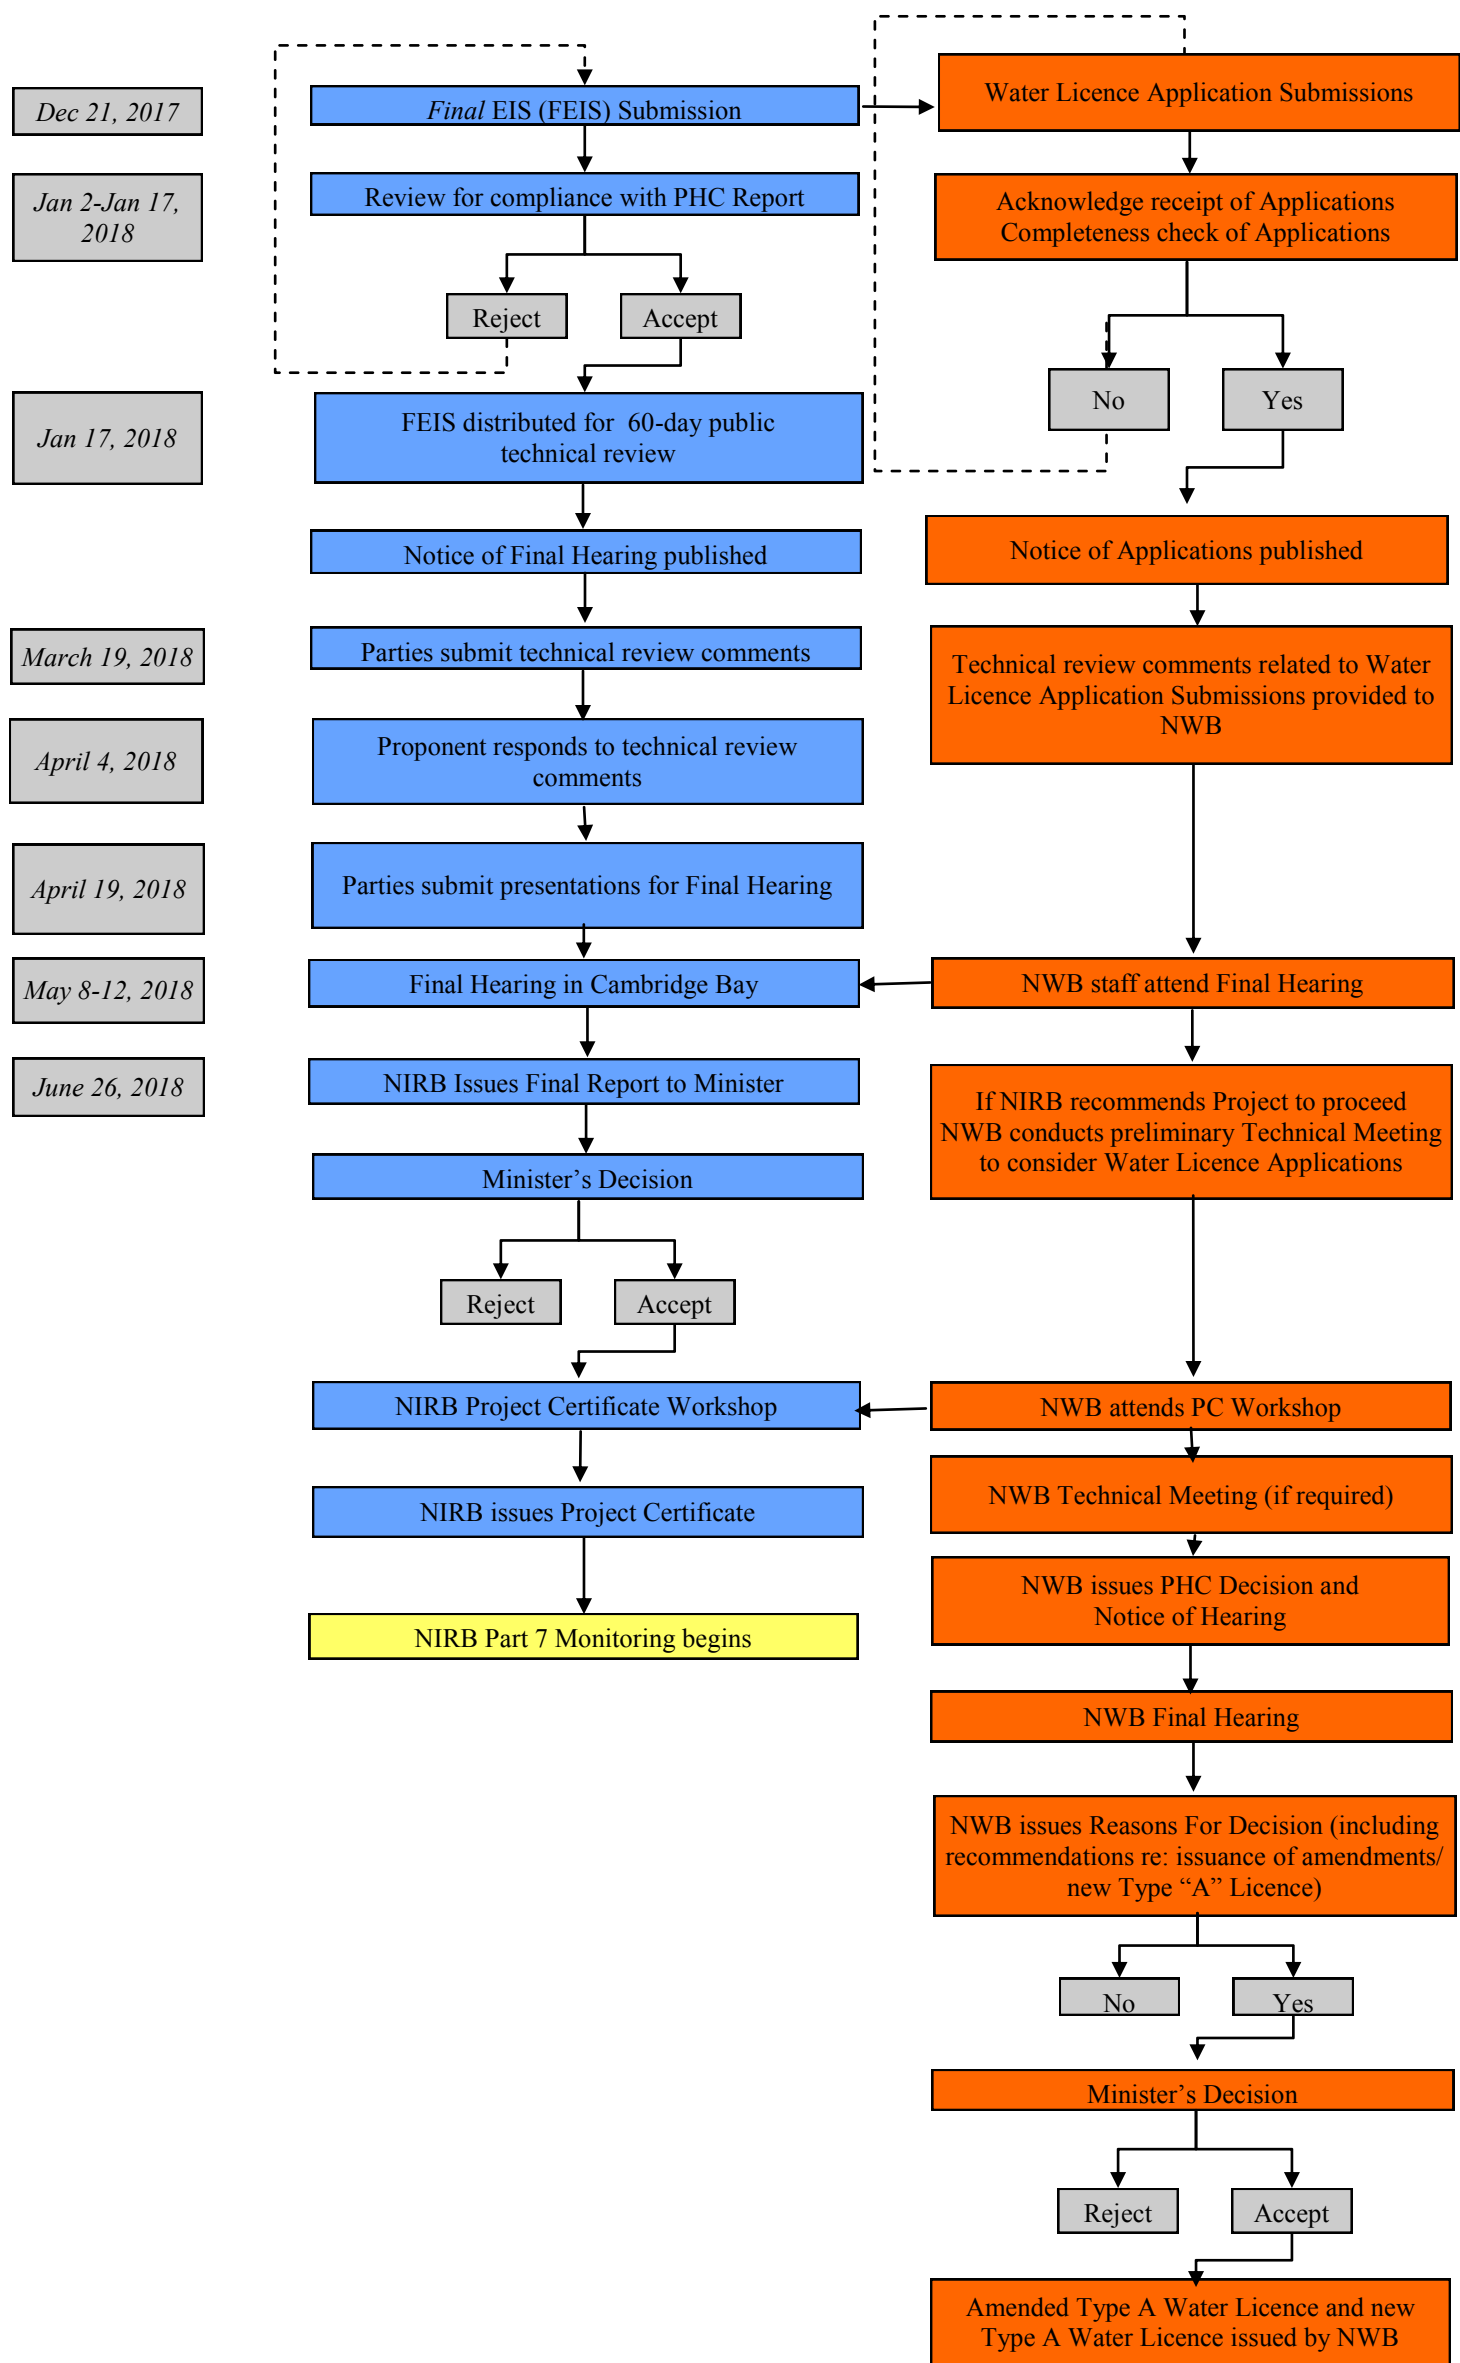 Dec 21, 2017
Final EIS (FEIS) Submission
Water Licence Application Submissions
Jan 2-Jan 17,
2018
Review for compliance with PHC Report
Acknowledge receipt of Applications
Completeness check of Applications
Reject
Accept
No
Yes
Jan 17, 2018
FEIS distributed for 60-day public
technical review
Notice of Final Hearing published
Notice of Applications published
March 19, 2018
Parties submit technical review comments
Technical review comments related to Water
Licence Application Submissions provided to
NWB
April 4, 2018
Proponent responds to technical review
comments
April 19, 2018
Parties submit presentations for Final Hearing
May 8-12, 2018
Final Hearing in Cambridge Bay
NWB staff attend Final Hearing
June 26, 2018
NIRB Issues Final Report to Minister
If NIRB recommends Project to proceed
NWB conducts preliminary Technical Meeting
to consider Water Licence Applications
Minister’s Decision
Reject
Accept
NIRB Project Certificate Workshop
NWB attends PC Workshop
NIRB issues Project Certificate
NWB Technical Meeting (if required)
NWB issues PHC Decision and
Notice of Hearing
NIRB Part 7 Monitoring begins
NWB Final Hearing
NWB issues Reasons For Decision (including
recommendations re: issuance of amendments/
new Type “A” Licence)
No
Yes
Minister’s Decision
Reject
Accept
Amended Type A Water Licence and new
Type A Water Licence issued by NWB